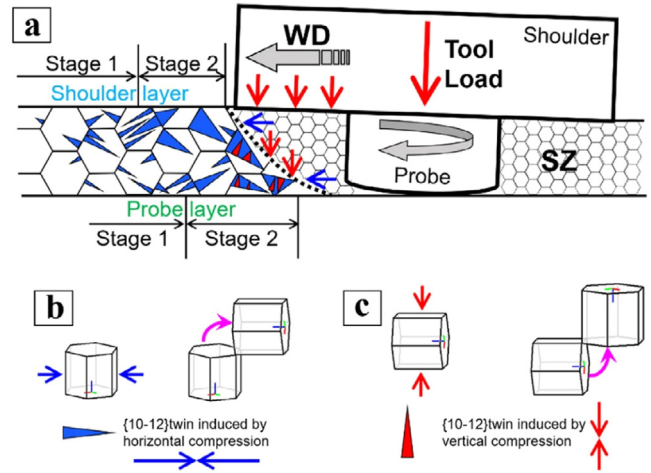 a
Stage 1
Stage 2
Shoulder layer
WD
Tool
Load
Shoulder
Probe
SZ
Probe layer
Stage 1
Stage 2
b
{10-12}twin induced by
horizontal compression
c
{10-12}twin induced by
vertical compression